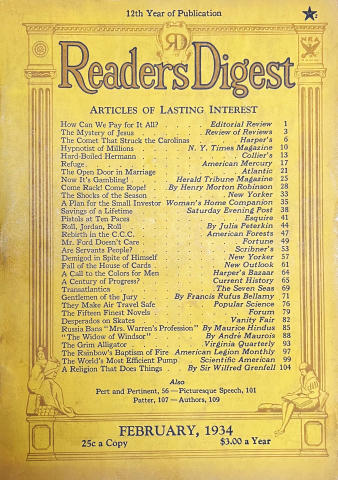 12th Year of Publication
RD
NRA
Readers Digest
ARTICLES OF LASTING INTEREST
How Can We Pay for It All? . . . Editorial Review 1
The Mystery of Jesus . . . Review of Reviews 3
The Comet That Struck the Carolinas . . . Harper's 6
Hypnotist of Millions . . . N. Y. Times Magazine 10
Hard-Boiled Hermann . . . Collier's 13
Refuge . . . American Mercury 17
The Open Door in Marriage . . . Atlantic 21
Now It's Gambling! . . . Herald Tribune Magazine 25
Come Rack! Come Rope! . By Henry Morton Robinson 28
The Shocks of the Season . . . New Yorker 33
A Plan for the Small Investor Woman's Home Companion 35
Savings of a Lifetime . . . Saturday Evening Post 38
Pistols at Ten Paces . . . Esquire 41
Roll, Jordan, Roll . . . By Julia Peterkin 44
Rebirth in the C.C.C. . . . American Forests 47
Mr. Ford Doesn't Care . . . Fortune 49
Are Servants People? . . . Scribner's 53
Demigod in Spite of Himself . . . New Yorker 57
Fall of the House of Cards . . . New Outlook 61
A Call to the Colors for Men . . . Harper's Bazaar 64
A Century of Progress? . . . Current History 65
Transatlantics . . . The Seven Seas 69
Gentlemen of the Jury . . . By Francis Rufus Bellamy 71
They Make Air Travel Safe . . . Popular Science 76
The Fifteen Finest Novels . . . Forum 79
Desperados on Skates . . . Vanity Fair 82
Russia Bans "Mrs. Warren's Profession" By Maurice Hindus 85
"The Widow of Windsor" . . . By André Maurois 88
The Grim Alligator . . . Virginia Quarterly 93
The Rainbow's Baptism of Fire American Legion Monthly 97
The World's Most Efficient Pump . Scientific American 99
A Religion That Does Things . By Sir Wilfred Grenfell 104
Also
Pert and Pertinent, 56—Picturesque Speech, 101
Patter, 107—Authors, 109
FEBRUARY, 1934
25c a Copy $3.00 a Year